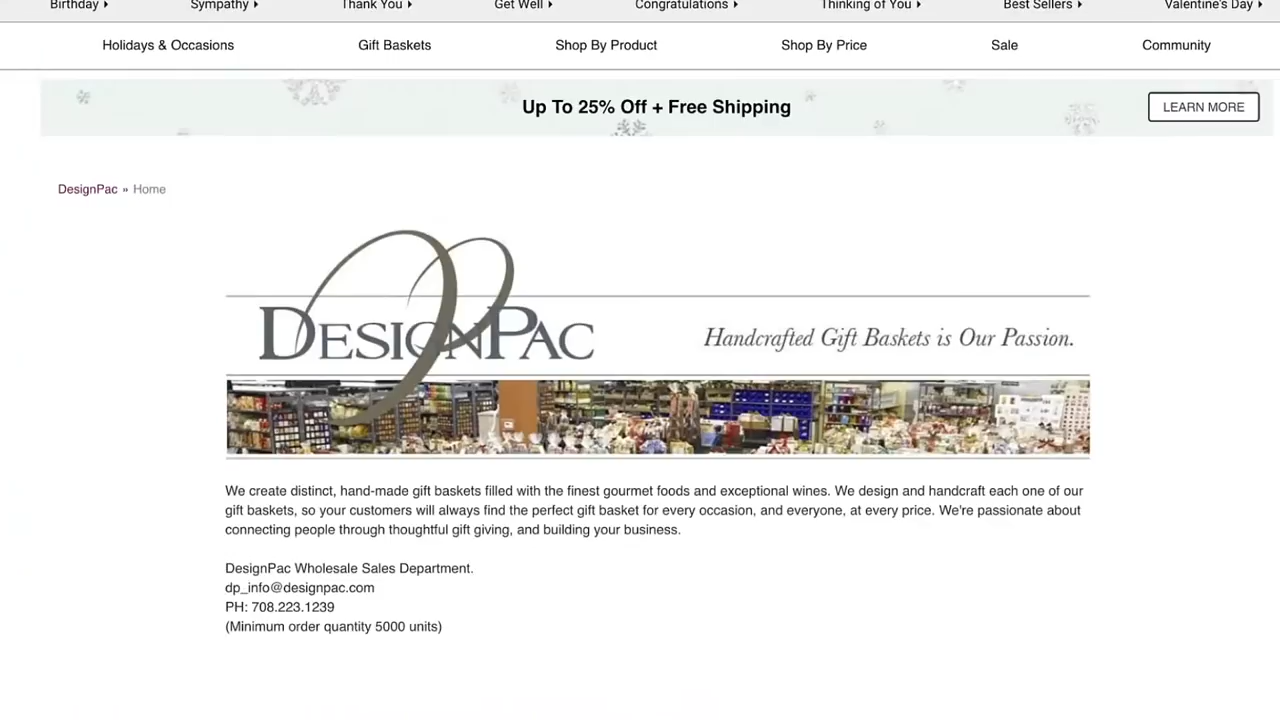 Birthday Sympathy Thank You Get Well Congratulations Thinking of You Best Sellers Valentine's Day
Holidays & Occasions Gift Baskets Shop By Product Shop By Price Sale Community
Up To 25% Off + Free Shipping LEARN MORE
DesignPac » Home
DESIGNPAC Handcrafted Gift Baskets is Our Passion.
We create distinct, hand-made gift baskets filled with the finest gourmet foods and exceptional wines. We design and handcraft each one of our
gift baskets, so your customers will always find the perfect gift basket for every occasion, and everyone, at every price. We're passionate about
connecting people through thoughtful gift giving, and building your business.
DesignPac Wholesale Sales Department.
dp_info@designpac.com
PH: 708.223.1239
(Minimum order quantity 5000 units)